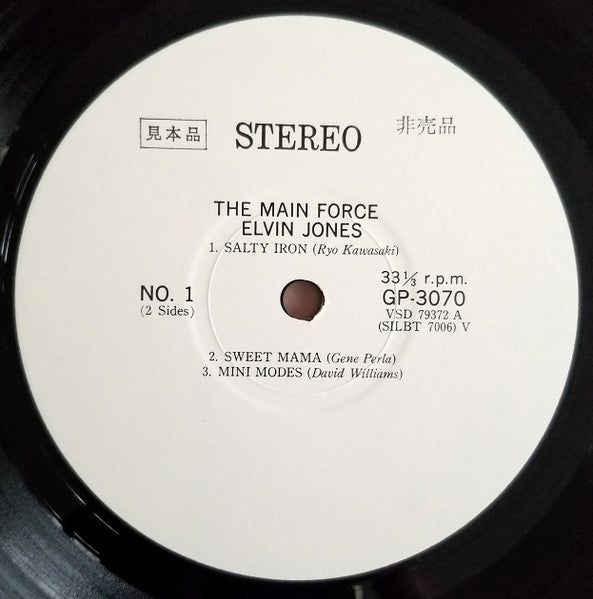 見本品 STEREO 非売品
THE MAIN FORCE
ELVIN JONES
1. SALTY IRON (Ryo Kawasaki)
NO. 1
(2 Sides)
33⅓ r.p.m.
GP-3070
VSD 79372 A
(SILBT 7006) V
2. SWEET MAMA (Gene Perla)
3. MINI MODES (David Williams)